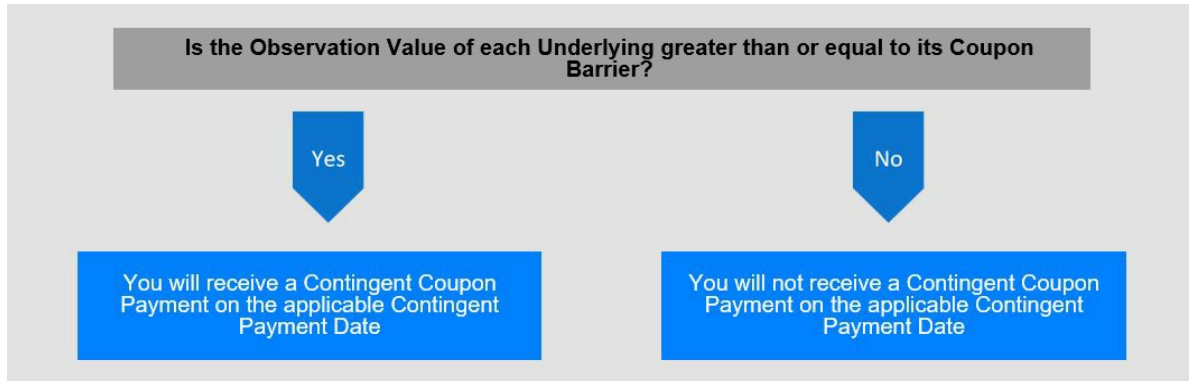 Is the Observation Value of each Underlying greater than or equal to its Coupon
Barrier?
Yes
No
You will receive a Contingent Coupon
Payment on the applicable Contingent
Payment Date
You will not receive a Contingent Coupon
Payment on the applicable Contingent
Payment Date